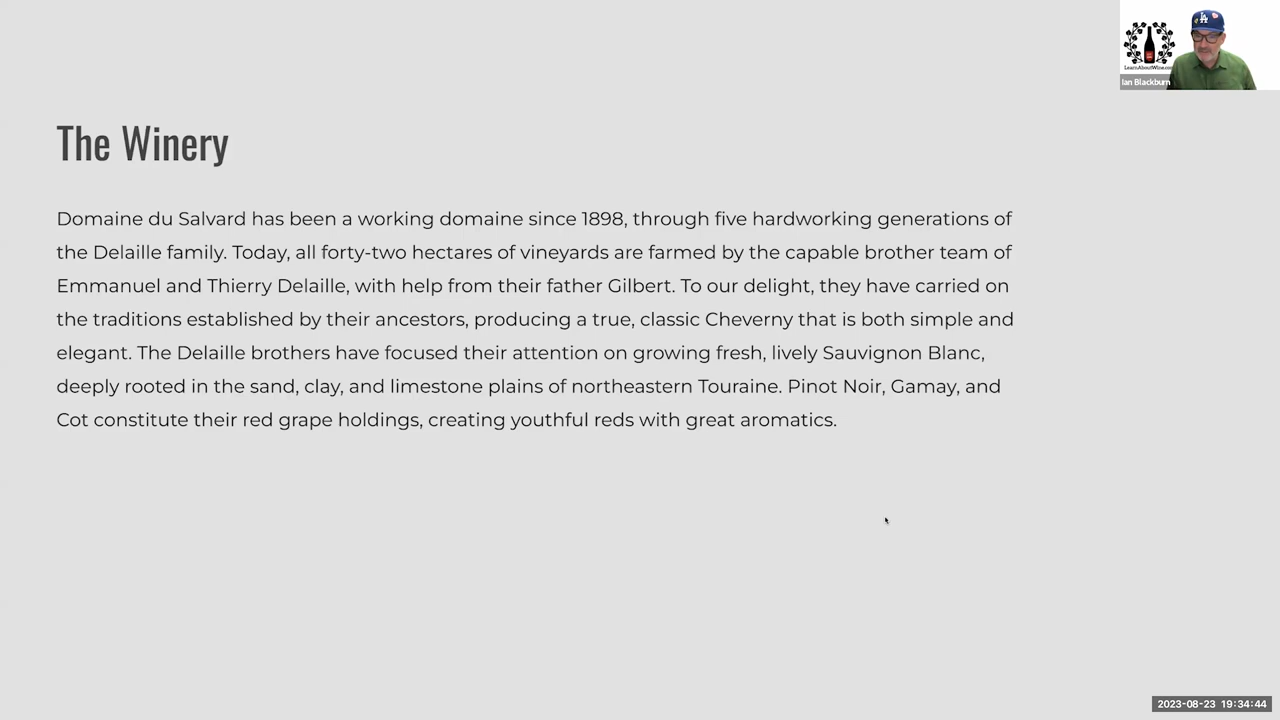 LA
LearnAboutWine.com
Ian Blackburn
The Winery
Domaine du Salvard has been a working domaine since 1898, through five hardworking generations of
the Delaille family. Today, all forty-two hectares of vineyards are farmed by the capable brother team of
Emmanuel and Thierry Delaille, with help from their father Gilbert. To our delight, they have carried on
the traditions established by their ancestors, producing a true, classic Cheverny that is both simple and
elegant. The Delaille brothers have focused their attention on growing fresh, lively Sauvignon Blanc,
deeply rooted in the sand, clay, and limestone plains of northeastern Touraine. Pinot Noir, Gamay, and
Cot constitute their red grape holdings, creating youthful reds with great aromatics.
2023-08-23 19:34:44